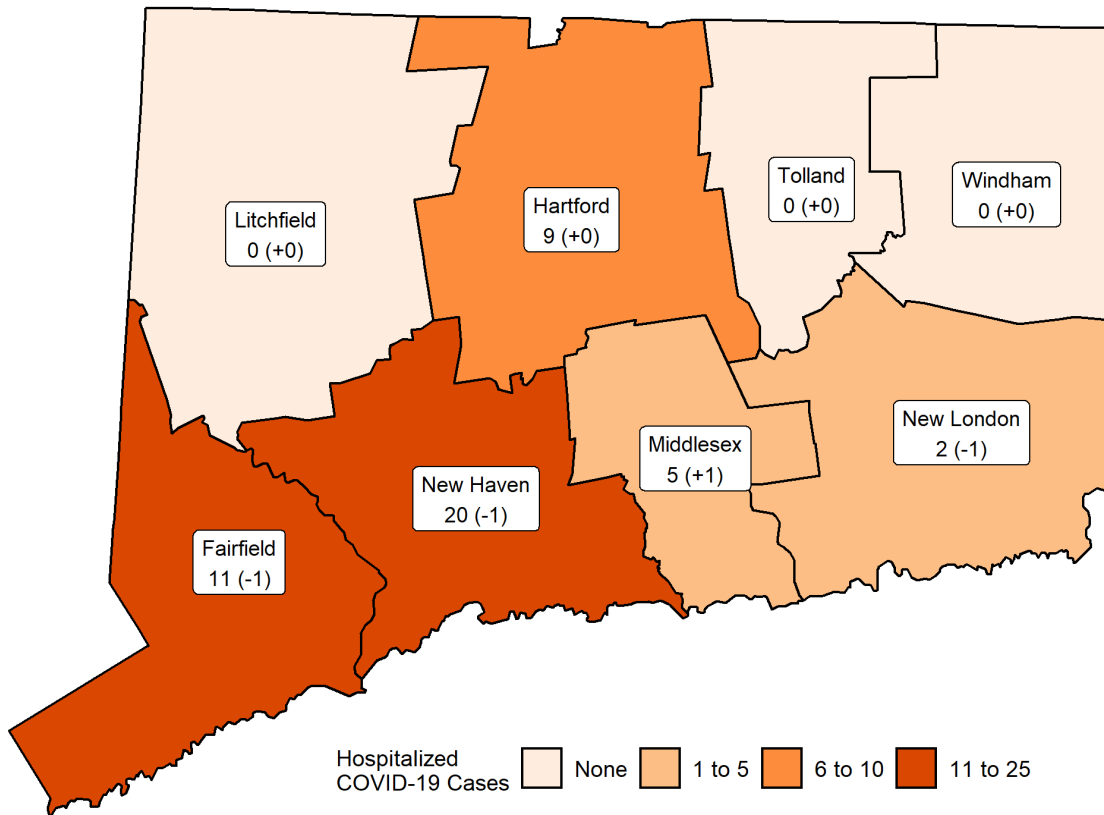 Litchfield
0 (+0)
Hartford
9 (+0)
Tolland
0 (+0)
Windham
0 (+0)
Fairfield
11 (-1)
New Haven
20 (-1)
Middlesex
5 (+1)
New London
2 (-1)
Hospitalized
COVID-19 Cases
None
1 to 5
6 to 10
11 to 25